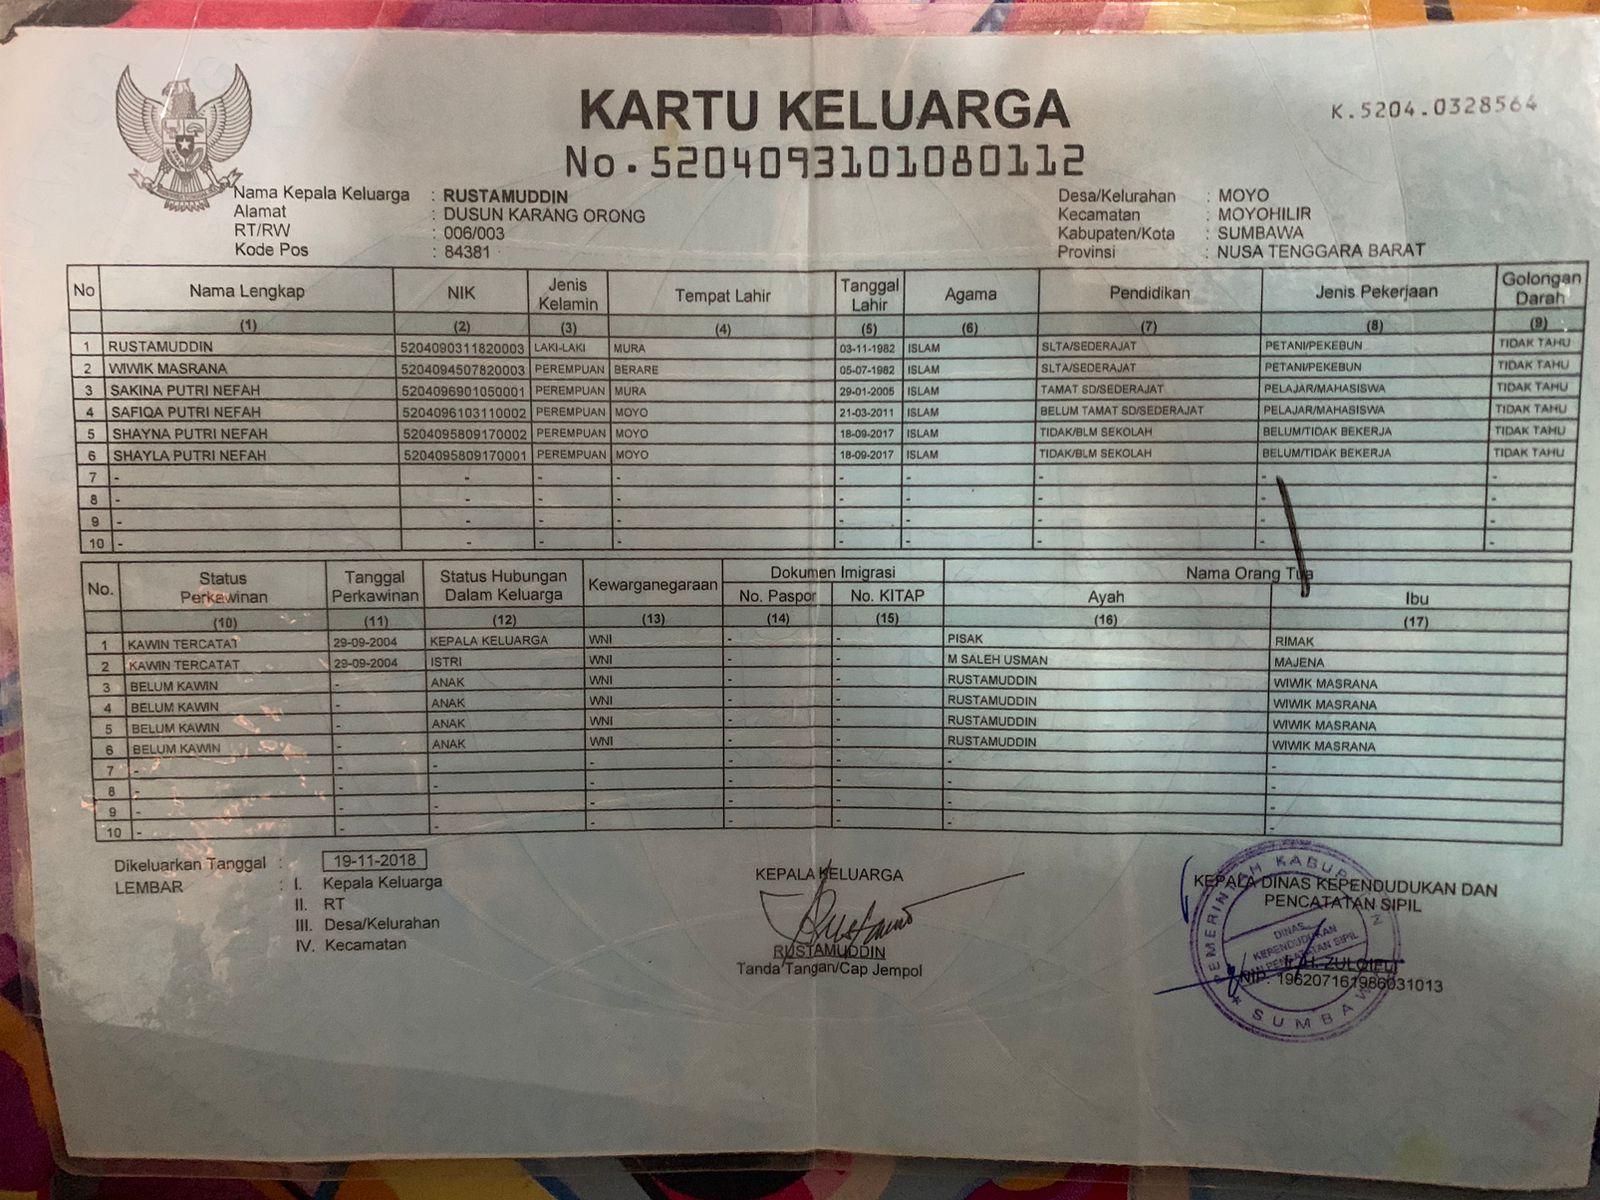 KARTU KELUARGA
No.5204093101080112
K.5204.0328564
Nama Kepala Keluarga : RUSTAMUDDIN
Alamat : DUSUN KARANG ORONG
RT/RW : 006/003
Kode Pos : 84381
Desa/Kelurahan : MOYO
Kecamatan : MOYOHILIR
Kabupaten/Kota : SUMBAWA
Provinsi : NUSA TENGGARA BARAT
No Nama Lengkap NIK Jenis Kelamin Tempat Lahir Tanggal Lahir Agama Pendidikan Jenis Pekerjaan Golongan Darah
(1) (2) (3) (4) (5) (6) (7) (8) (9)
1 RUSTAMUDDIN 5204090311820003 LAKI-LAKI MURA 03-11-1982 ISLAM SLTA/SEDERAJAT PETANI/PEKEBUN TIDAK TAHU
2 WIWIK MASRANA 5204094507820003 PEREMPUAN BERARE 05-07-1982 ISLAM SLTA/SEDERAJAT PETANI/PEKEBUN TIDAK TAHU
3 SAKINA PUTRI NEFAH 5204096901050001 PEREMPUAN MURA 29-01-2005 ISLAM TAMAT SD/SEDERAJAT PELAJAR/MAHASISWA TIDAK TAHU
4 SAFIQA PUTRI NEFAH 5204096103110002 PEREMPUAN MOYO 21-03-2011 ISLAM BELUM TAMAT SD/SEDERAJAT PELAJAR/MAHASISWA TIDAK TAHU
5 SHAYNA PUTRI NEFAH 5204095809170002 PEREMPUAN MOYO 18-09-2017 ISLAM TIDAK/BLM SEKOLAH BELUM/TIDAK BEKERJA TIDAK TAHU
6 SHAYLA PUTRI NEFAH 5204095809170001 PEREMPUAN MOYO 18-09-2017 ISLAM TIDAK/BLM SEKOLAH BELUM/TIDAK BEKERJA TIDAK TAHU
7 - - - - - - - - -
8 - - - - - - - - -
9 - - - - - - - - -
10 - - - - - - - - -
No. Status Perkawinan Tanggal Perkawinan Status Hubungan Dalam Keluarga Kewarganegaraan Dokumen Imigrasi Nama Orang Tua
No. Paspor No. KITAP Ayah Ibu
(10) (11) (12) (13) (14) (15) (16) (17)
1 KAWIN TERCATAT 29-09-2004 KEPALA KELUARGA WNI - - PISAK RIMAK
2 KAWIN TERCATAT 29-09-2004 ISTRI WNI - - M SALEH USMAN MAJENA
3 BELUM KAWIN - ANAK WNI - - RUSTAMUDDIN WIWIK MASRANA
4 BELUM KAWIN - ANAK WNI - - RUSTAMUDDIN WIWIK MASRANA
5 BELUM KAWIN - ANAK WNI - - RUSTAMUDDIN WIWIK MASRANA
6 BELUM KAWIN - ANAK WNI - - RUSTAMUDDIN WIWIK MASRANA
7 - - - - - - - -
8 - - - - - - - -
9 - - - - - - - -
10 - - - - - - - -
Dikeluarkan Tanggal : 19-11-2018
LEMBAR : I. Kepala Keluarga
II. RT
III. Desa/Kelurahan
IV. Kecamatan
KEPALA KELUARGA
RUSTAMUDDIN
Tanda Tangan/Cap Jempol
KEPALA DINAS KEPENDUDUKAN DAN
PENCATATAN SIPIL
PEMERINTAH KABUPATEN
DINAS
KEPENDUDUKAN
DAN PENCATATAN SIPIL
SUMBAWA
NIP. 196207161986031013